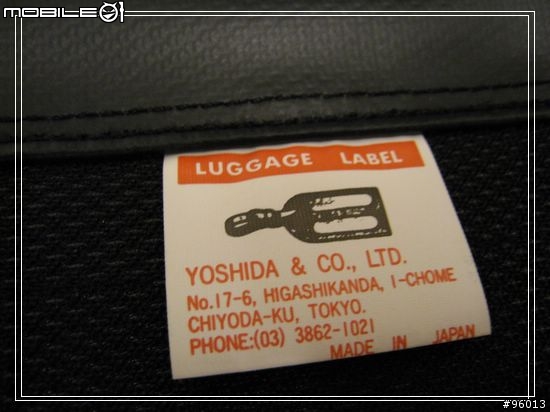 MOBILE01
LUGGAGE LABEL
YOSHIDA & CO., LTD.
No.17-6, HIGASHIKANDA, 1-CHOME
CHIYODA-KU, TOKYO.
PHONE:(03) 3862-1021
MADE IN JAPAN
#96013